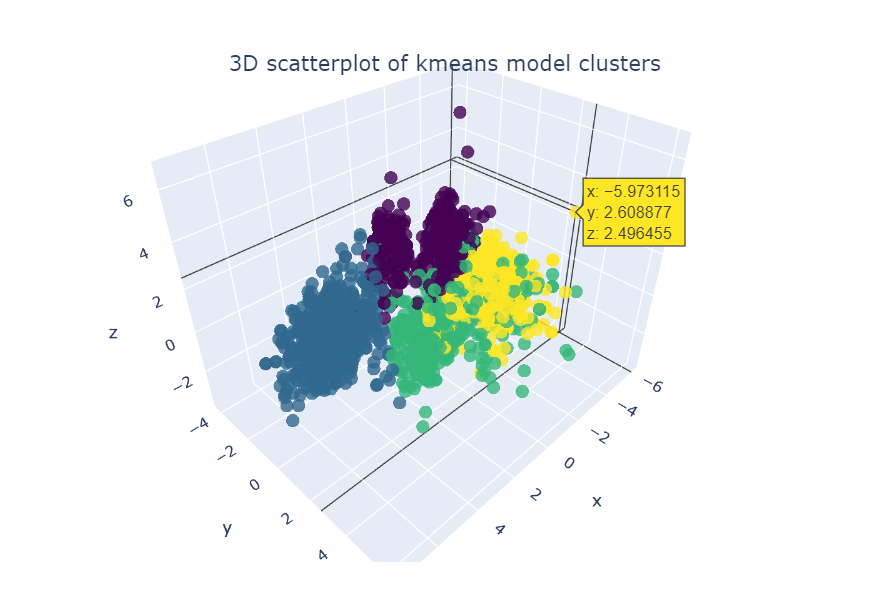 3D scatterplot of kmeans model clusters
x: −5.973115
y: 2.608877
z: 2.496455
6
4
2
0
−2
−4
z
−2
0
2
4
y
−6
−4
−2
0
2
4
x